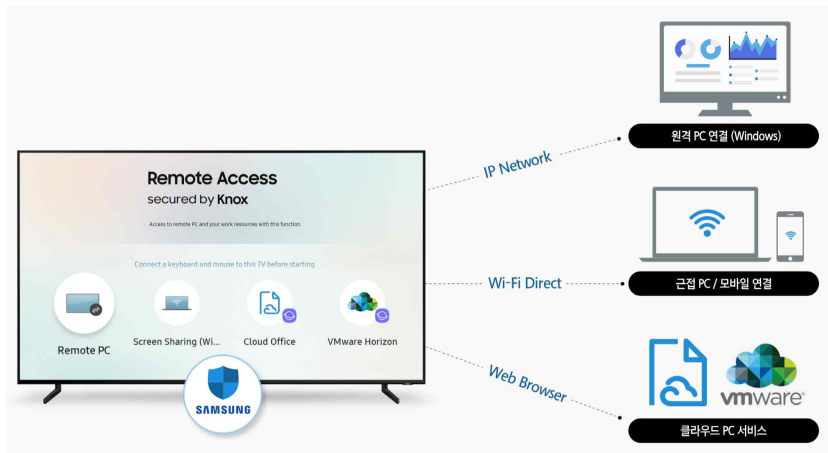 Remote Access
secured by Knox
Access to remote PC and your work resources with this function.
Connect a keyboard and mouse to this TV before starting.
Remote PC
Screen Sharing (Wi...
Cloud Office
VMware Horizon
SAMSUNG
IP Network
Wi-Fi Direct
Web Browser
원격 PC 연결 (Windows)
근접 PC / 모바일 연결
vmware®
클라우드 PC 서비스